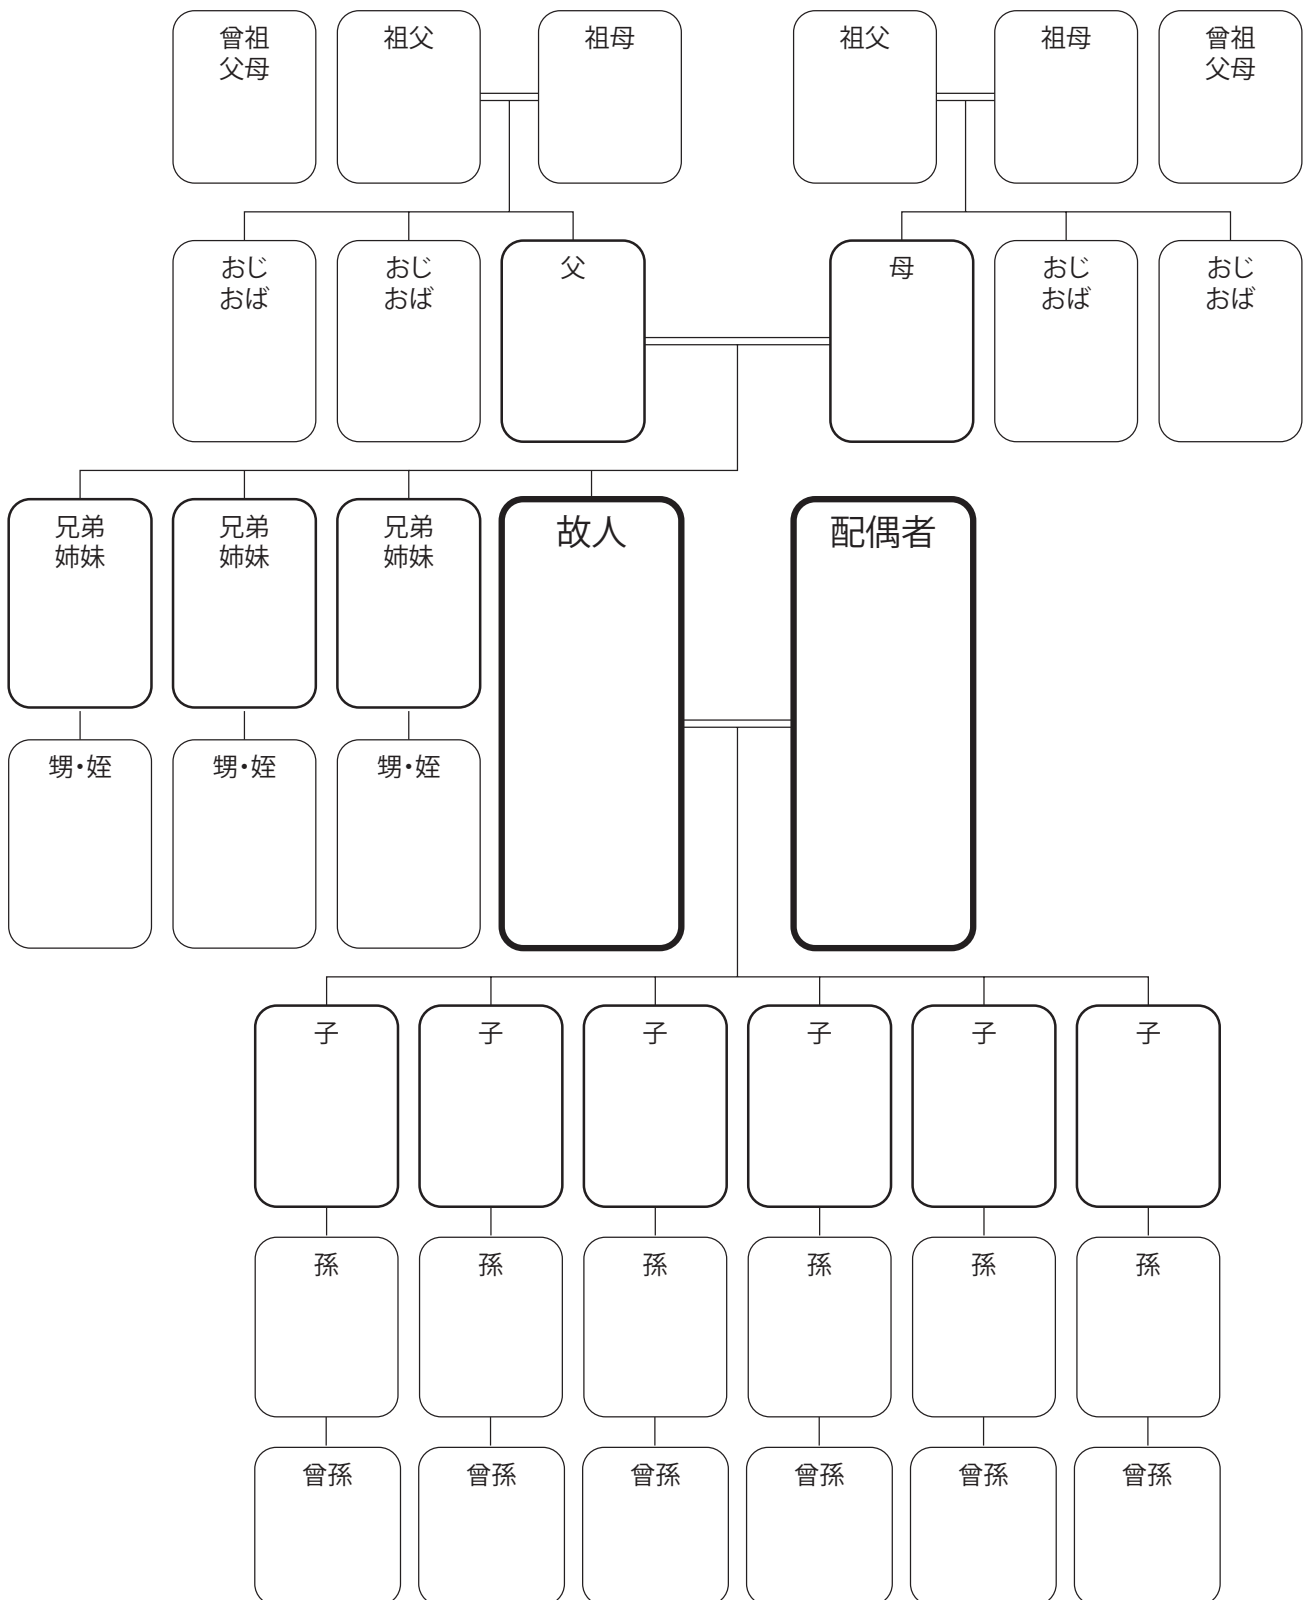 曾祖
父母
祖父
祖母
祖父
祖母
曾祖
父母
おじ
おば
おじ
おば
父
母
おじ
おば
おじ
おば
兄弟
姉妹
兄弟
姉妹
兄弟
姉妹
故人
配偶者
甥・姪
甥・姪
甥・姪
子
子
子
子
子
子
孫
孫
孫
孫
孫
孫
曾孫
曾孫
曾孫
曾孫
曾孫
曾孫